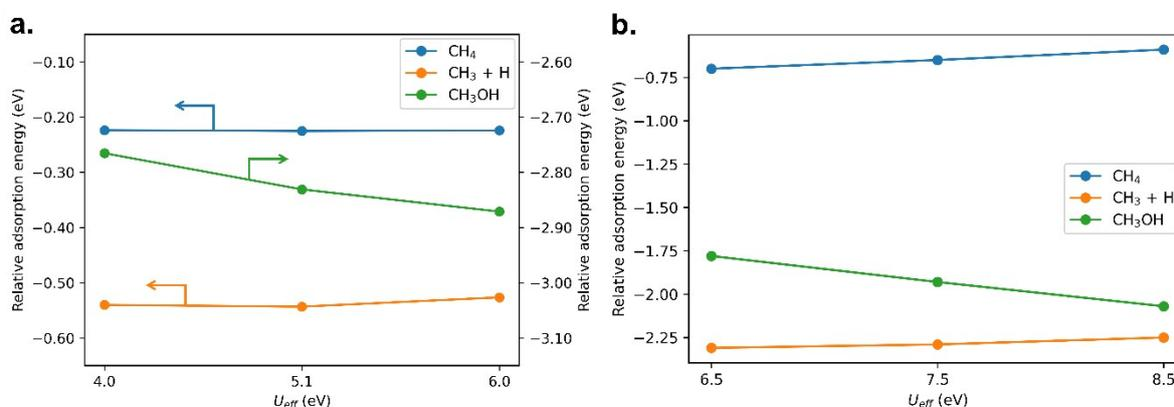 a.
Relative adsorption energy (eV)
−0.10
−0.20
−0.30
−0.40
−0.50
−0.60
CH₄
CH₃ + H
CH₃OH
−2.60
−2.70
−2.80
−2.90
−3.00
−3.10
Relative adsorption energy (eV)
4.0 5.1 6.0
U_eff (eV)
b.
Relative adsorption energy (eV)
−0.75
−1.00
−1.25
−1.50
−1.75
−2.00
−2.25
CH₄
CH₃ + H
CH₃OH
6.5 7.5 8.5
U_eff (eV)